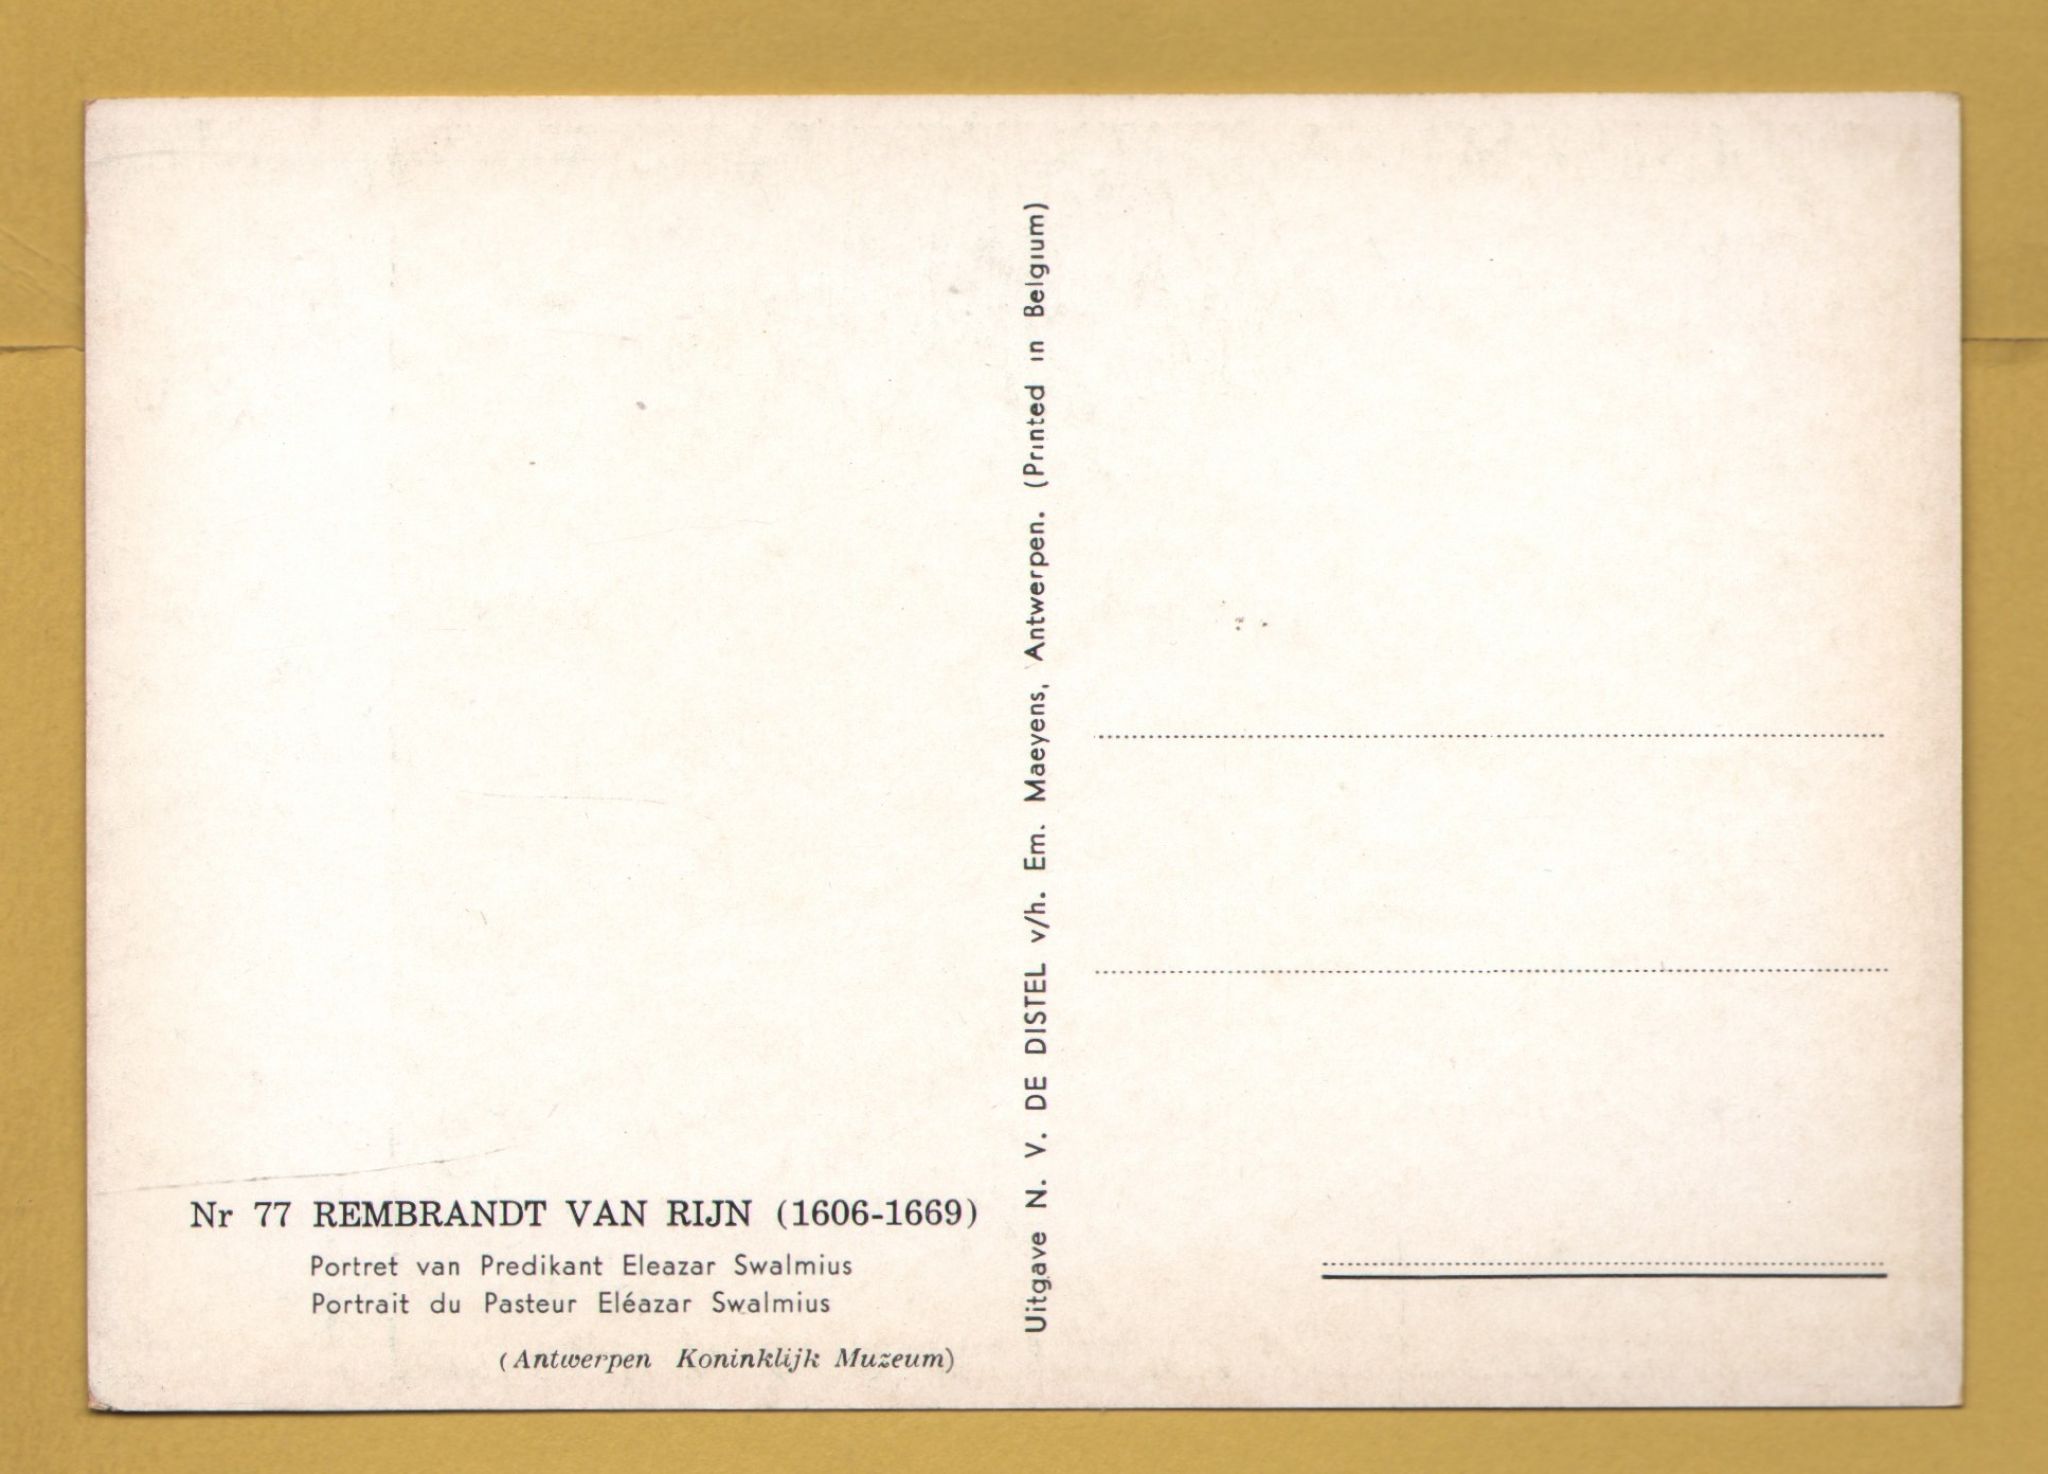 Nr 77 REMBRANDT VAN RIJN (1606-1669)
Portret van Predikant Eleazar Swalmius
Portrait du Pasteur Eléazar Swalmius
(Antwerpen Koninklijk Muzeum)
Uitgave N. V. DE DISTEL v/h. Em. Maeyens, Antwerpen. (Printed in Belgium)